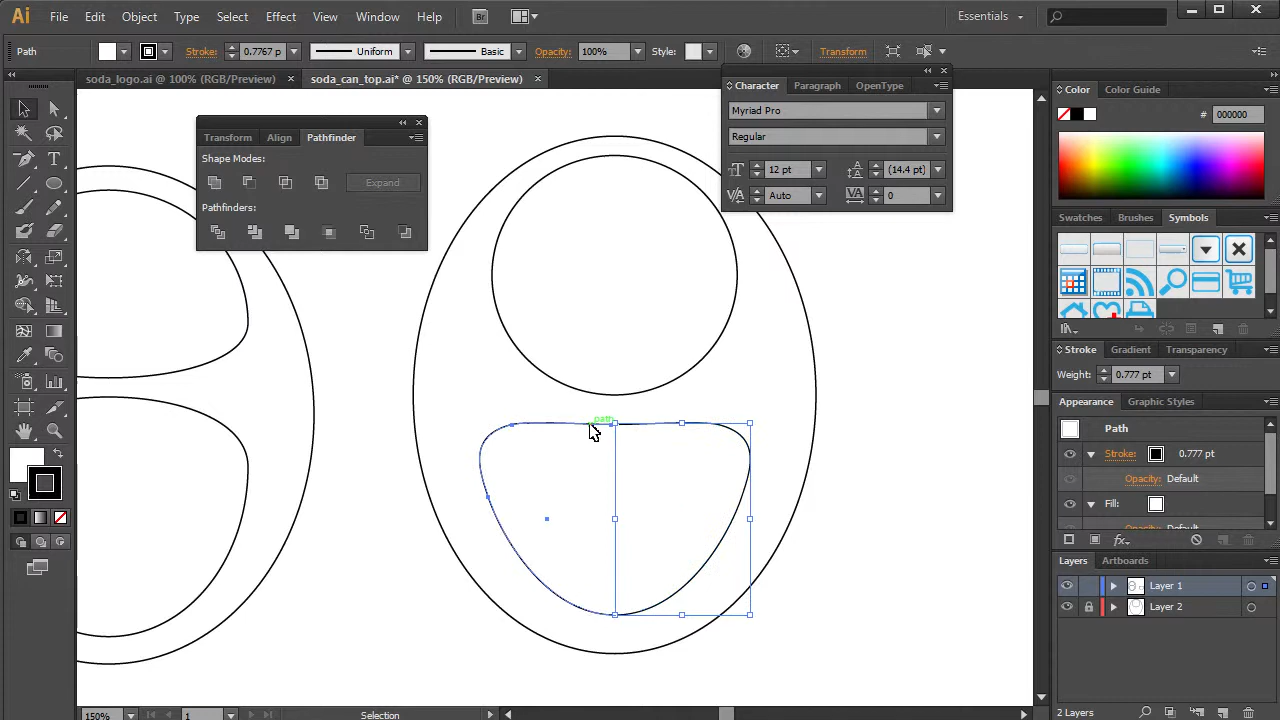 Ai File Edit Object Type Select Effect View Window Help Br Essentials
Path Stroke: 0.7767 p Uniform Basic Opacity: 100% Style: Transform
soda_logo.ai @ 100% (RGB/Preview) soda_can_top.ai* @ 150% (RGB/Preview)
Transform Align Pathfinder
Shape Modes:
Expand
Pathfinders:
Character Paragraph OpenType
Myriad Pro
Regular
12 pt (14.4 pt)
Auto 0
path
Color Color Guide
# 000000
Swatches Brushes Symbols
Stroke Gradient Transparency
Weight: 0.777 pt
Appearance Graphic Styles
Path
Stroke: 0.777 pt
Opacity: Default
Fill:
Opacity: Default
Layers Artboards
Layer 1
Layer 2
2 Layers
150% 1 Selection